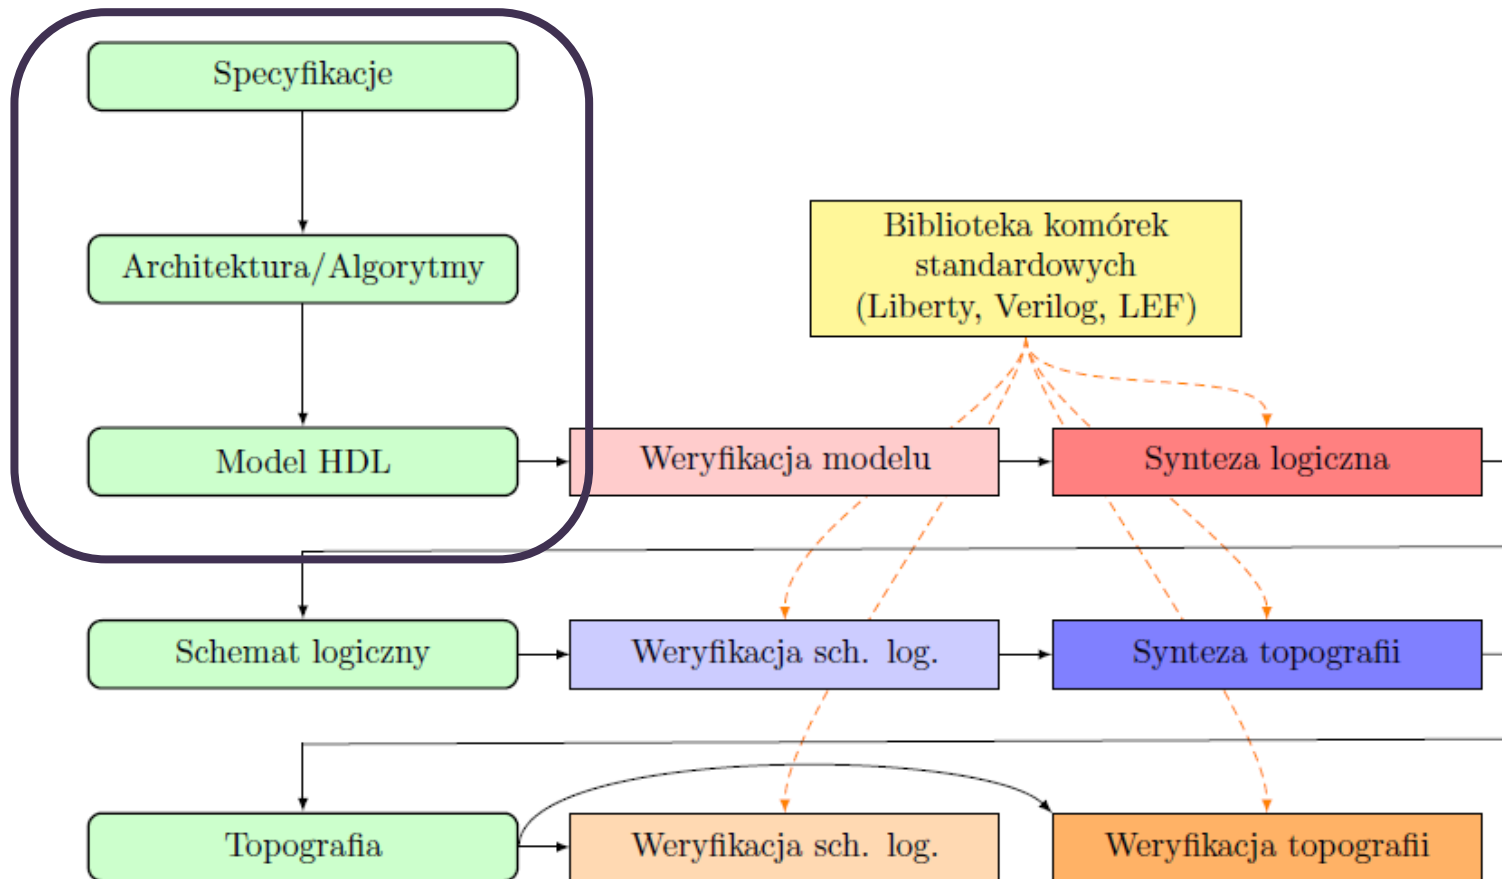 Specyfikacje
Architektura/Algorytmy
Biblioteka komórek
standardowych
(Liberty, Verilog, LEF)
Model HDL
Weryfikacja modelu
Synteza logiczna
Schemat logiczny
Weryfikacja sch. log.
Synteza topografii
Topografia
Weryfikacja sch. log.
Weryfikacja topografii